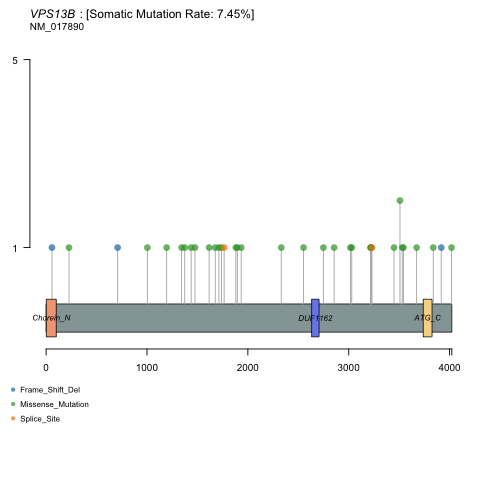 VPS13B : [Somatic Mutation Rate: 7.45%]
NM_017890
5
1
Chorein_N
DUF1162
ATG_C
0 1000 2000 3000 4000
Frame_Shift_Del
Missense_Mutation
Splice_Site